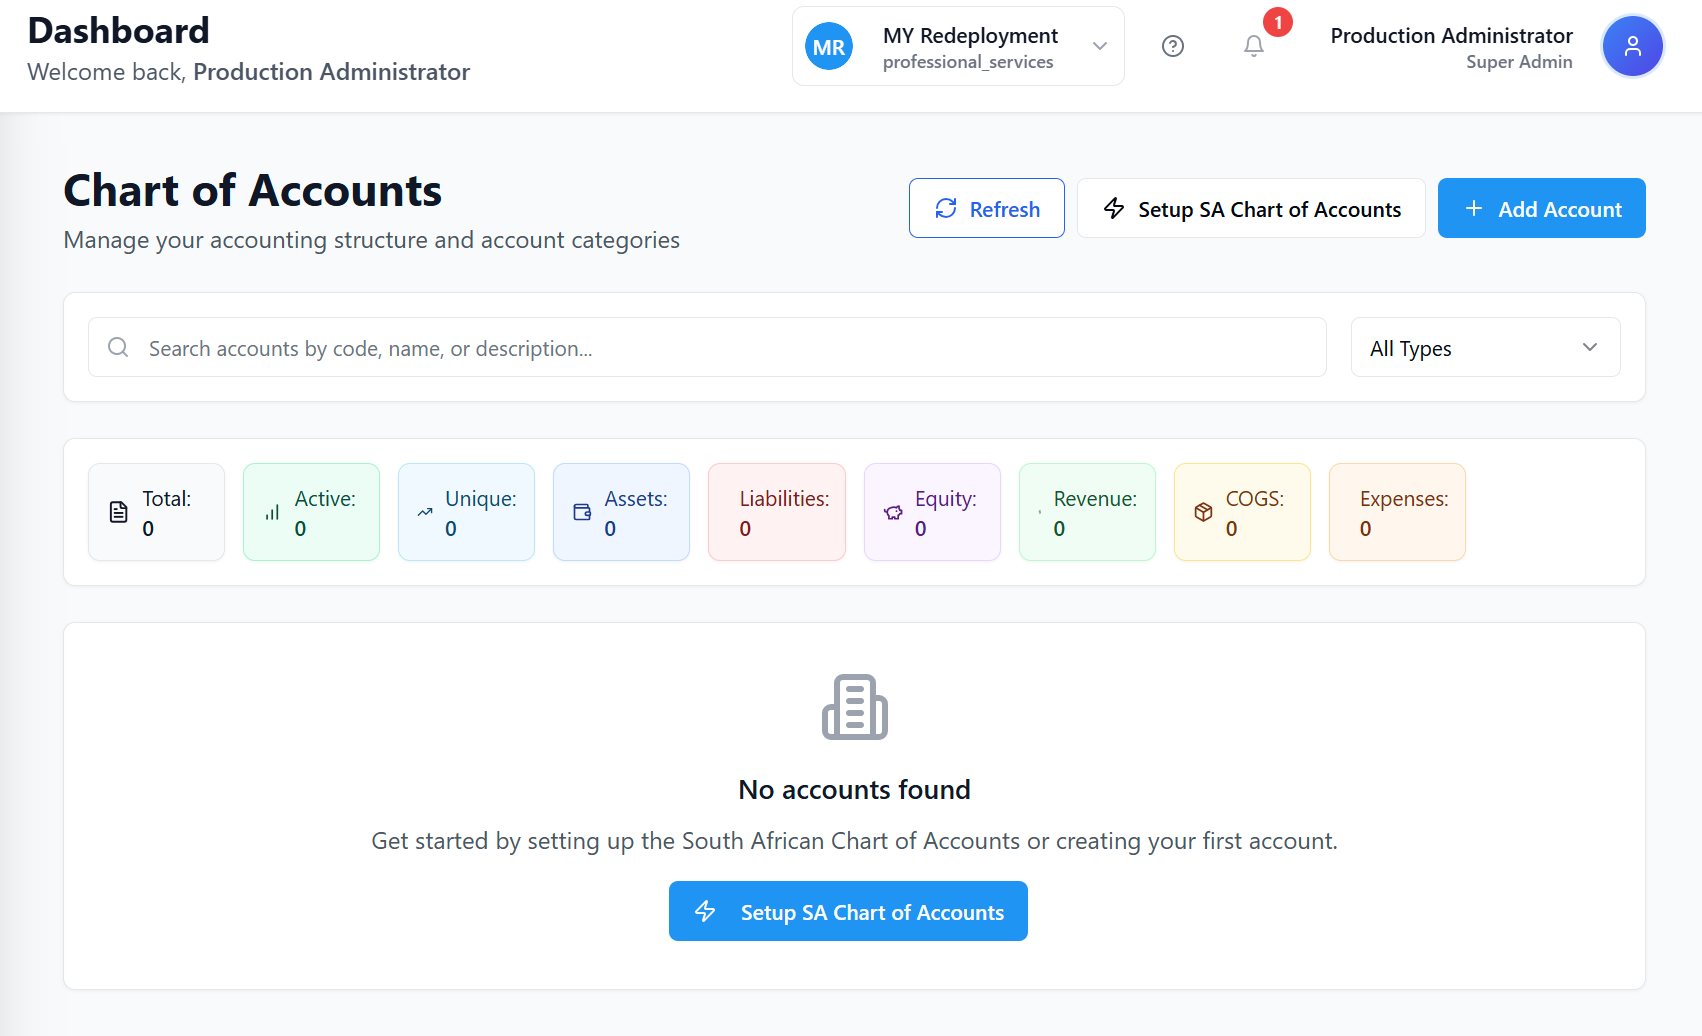 Dashboard
Welcome back, Production Administrator
MR
MY Redeployment
professional_services
1
Production Administrator
Super Admin
Chart of Accounts
Manage your accounting structure and account categories
Refresh
Setup SA Chart of Accounts
Add Account
Search accounts by code, name, or description...
All Types
Total:
0
Active:
0
Unique:
0
Assets:
0
Liabilities:
0
Equity:
0
Revenue:
0
COGS:
0
Expenses:
0
No accounts found
Get started by setting up the South African Chart of Accounts or creating your first account.
Setup SA Chart of Accounts